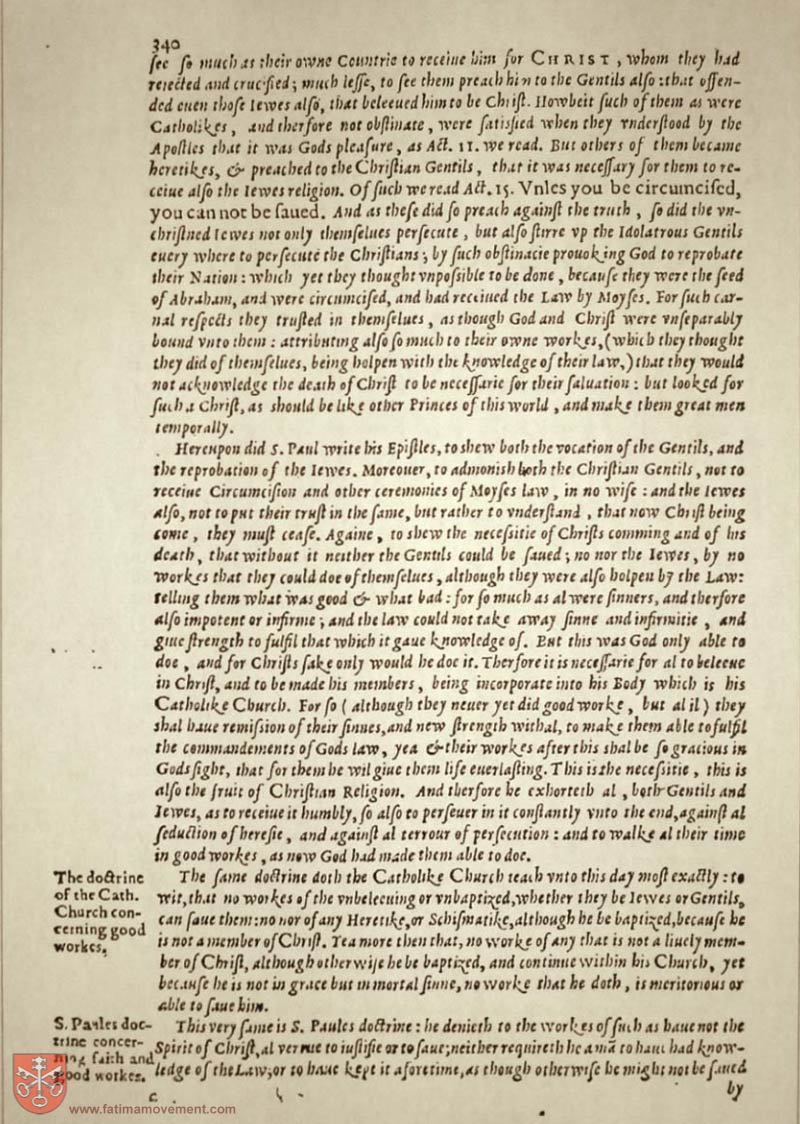 340
ſee ſo much as their owne Countrie to receiue him for CHRIST, whom they had
reiected and crucified; much leſſe, to ſee them preach him to the Gentils alſo: that offen-
ded euen thoſe Iewes alſo, that beleeued him to be Chriſt. Howbeit ſuch of them as were
Catholikes, and therfore not obſtinate, were ſatisfied when they vnderſtood by the
Apoſtles that it was Gods pleaſure, as Act. 11. we read. But others of them became
heretikes, & preached to the Chriſtian Gentils, that it was neceſſary for them to re-
ceiue alſo the Iewes religion. Of ſuch we read Act. 15. Vnles you be circumciſed,
you can not be ſaued. And as theſe did ſo preach againſt the truth, ſo did the vn-
chriſtned Iewes not only themſelues perſecute, but alſo ſtirre vp the Idolatrous Gentils
euery where to perſecute the Chriſtians; by ſuch obſtinacie prouoking God to reprobate
their Nation: which yet they thought vnpoſſible to be done, becauſe they were the ſeed
of Abraham, and were circumciſed, and had receiued the Law by Moyſes. For ſuch car-
nal reſpects they truſted in themſelues, as though God and Chriſt were vnſeparably
bound vnto them: attributing alſo ſo much to their owne workes, (which they thought
they did of themſelues, being holpen with the knowledge of their law,) that they would
not acknowledge the death of Chriſt to be neceſſarie for their ſaluation: but looked for
ſuch a Chriſt, as ſhould be like other Princes of this world, and make them great men
temporally.
Hereupon did S. Paul write his Epiſtles, to shew both the vocation of the Gentils, and
the reprobation of the Iewes. Moreouer, to admonish both the Chriſtian Gentils, not to
receiue Circumciſion and other ceremonies of Moyſes law, in no wiſe: and the Iewes
alſo, not to put their truſt in the ſame, but rather to vnderſtand, that now Chriſt being
come, they muſt ceaſe. Againe, to shew the neceſſitie of Chriſts comming and of his
death, that without it neither the Gentils could be ſaued; no nor the Iewes, by no
workes that they could doe of themſelues, although they were alſo holpen by the Law:
telling them what was good & what bad: for ſo much as al were ſinners, and therfore
alſo impotent or infirme; and the law could not take away ſinne and infirmitie, and
giue ſtrength to fulfil that which it gaue knowledge of. But this was God only able to
doe, and for Chriſts ſake only would he doe it. Therfore it is neceſſarie for al to beleeue
in Chriſt, and to be made his members, being incorporate into his Body which is his
Catholike Church. For ſo (although they neuer yet did good worke, but al il) they
shal haue remiſſion of their ſinnes, and new ſtrength withal, to make them able to fulfil
the commandements of Gods law, yea & their workes after this shal be ſo gracious in
Gods ſight, that for them he wil giue them life euerlaſting. This is the neceſſitie, this is
alſo the fruit of Chriſtian Religion. And therfore he exhorteth al, both Gentils and
Iewes, as to receiue it humbly, ſo alſo to perſeuer in it conſtantly vnto the end, againſt al
ſeduction of hereſie, and againſt al terrour of perſecution: and to walke al their time
in good workes, as now God had made them able to doe.
The doctrine
of the Cath.
Church con-
cerning good
workes.
The ſame doctrine doth the Catholike Church teach vnto this day moſt exactly: to
wit, that no workes of the vnbeleeuing or vnbaptized, whether they be Iewes or Gentils,
can ſaue them: no nor of any Heretike, or Schiſmatike, although he be baptized, becauſe he
is not a member of Chriſt. Yea more then that, no worke of any that is not a liuely mem-
ber of Chriſt, although otherwiſe he be baptized, and continue within his Church, yet
becauſe he is not in grace but in mortal ſinne, no worke that he doth, is meritorious or
able to ſaue him.
S. Paules doc-
trine concer-
ning faith and
good workes.
This very ſame is S. Paules doctrine: he denieth to the workes of ſuch as haue not the
Spirit of Chriſt, al vertue to iuſtifie or to ſaue; neither requireth he a mã to haue had know-
ledge of the Law, or to haue kept it aforetime, as though otherwiſe he might not be ſaued
by
www.fatimamovement.com